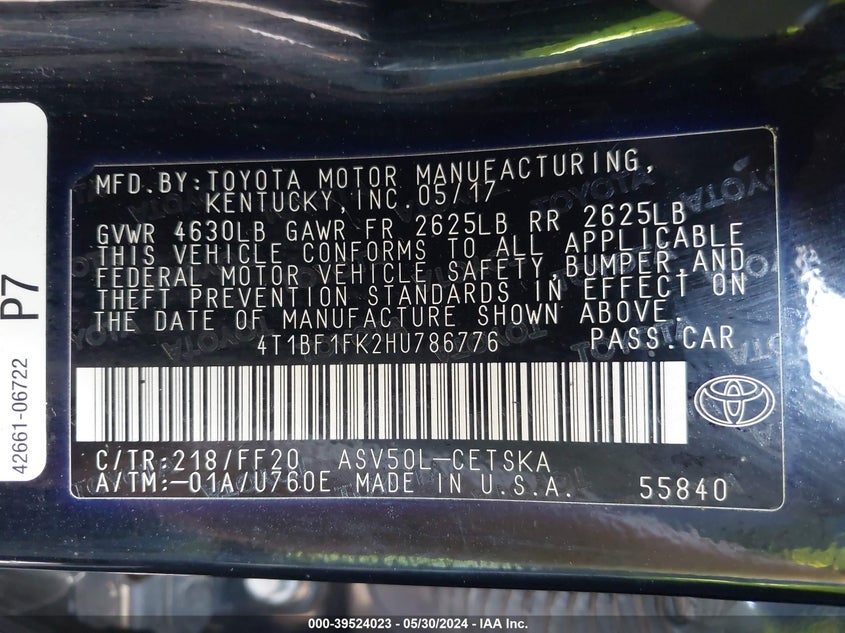 MFD.BY:TOYOTA MOTOR MANUFACTURING,
KENTUCKY,INC.05/17
GVWR 4630LB GAWR FR 2625LB RR 2625LB
THIS VEHICLE CONFORMS TO ALL APPLICABLE
FEDERAL MOTOR VEHICLE SAFETY,BUMPER,AND
THEFT PREVENTION STANDARDS IN EFFECT ON
THE DATE OF MANUFACTURE SHOWN ABOVE.
4T1BF1FK2HU786776 PASS.CAR
C/TR:218/FF20 ASV50L-CETSKA
A/TM:-01A/U760E MADE IN U.S.A. 55840
42661-06722 P7
000-39524023 - 05/30/2024 - IAA Inc.